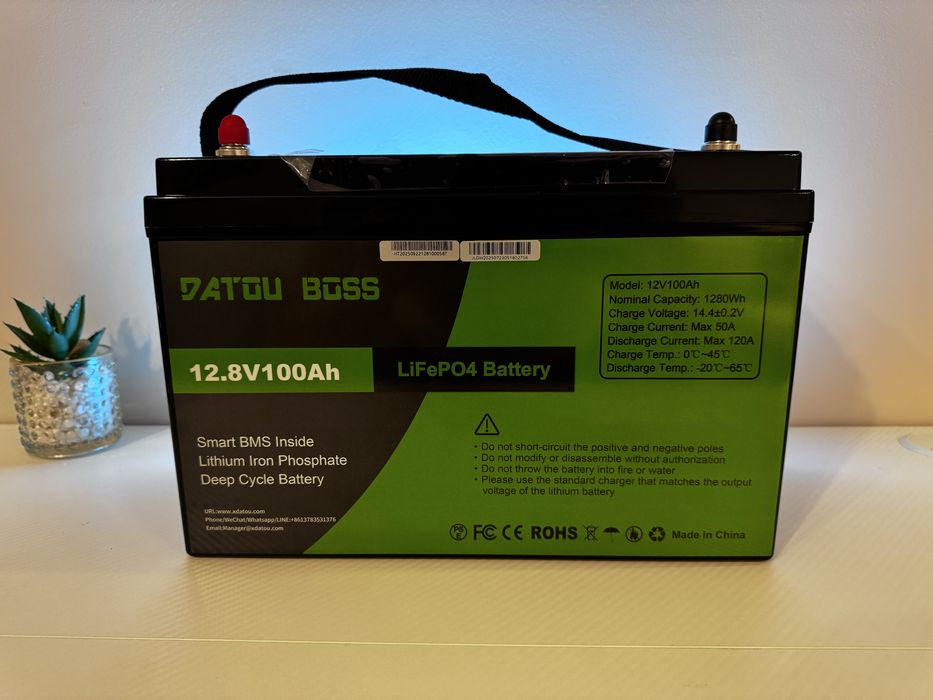 HT20250922128100058?
DATOU BOSS
12.8V100Ah
LiFePO4 Battery
Smart BMS Inside
Lithium Iron Phosphate
Deep Cycle Battery
URL:www.xdatou.com
Phone/WeChat/Whatsapp/LINE:+8613783531376
Email:Manager@xdatou.com
Model: 12V100Ah
Nominal Capacity: 1280Wh
Charge Voltage: 14.4±0.2V
Charge Current: Max 50A
Discharge Current: Max 120A
Charge Temp.: 0℃~45℃
Discharge Temp.: -20℃~65℃
• Do not short-circuit the positive and negative poles
• Do not modify or disassemble without authorization
• Do not throw the battery into fire or water
• Please use the standard charger that matches the output
voltage of the lithium battery
PS E FC CE ROHS Made in China